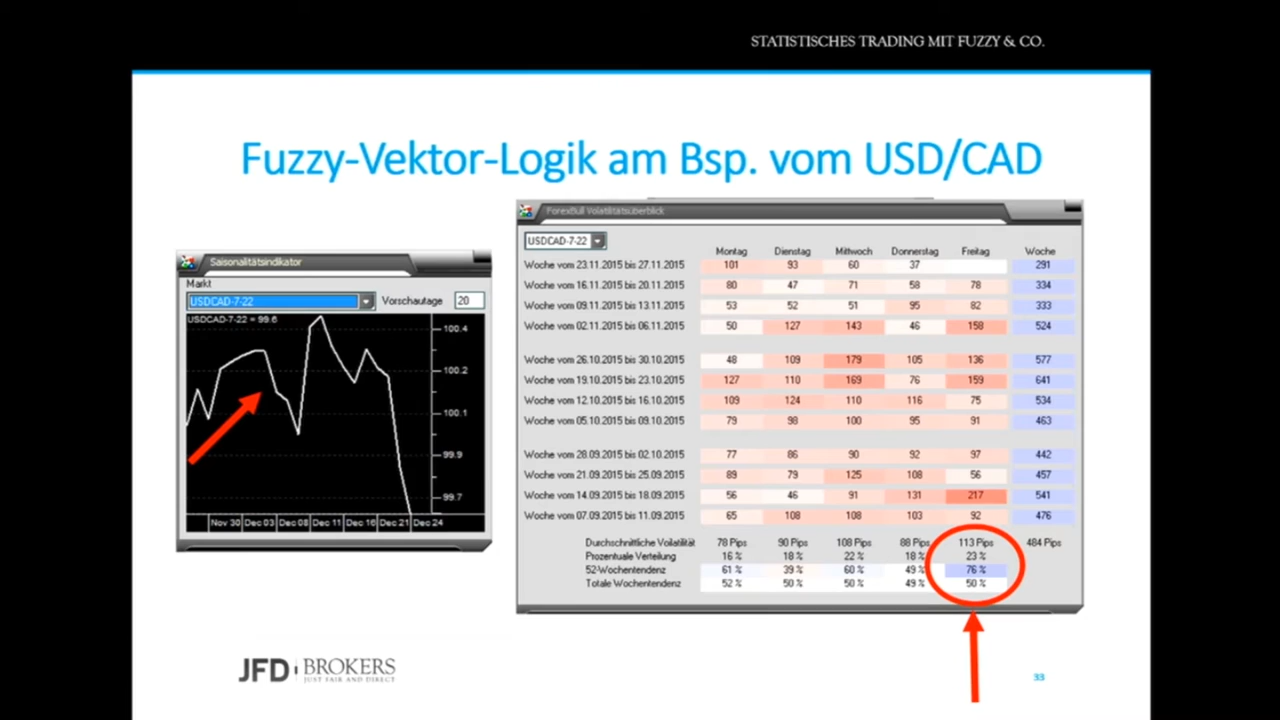 STATISTISCHES TRADING MIT FUZZY & CO.
Fuzzy-Vektor-Logik am Bsp. vom USD/CAD
Saisonalitätsindikator
Markt
USDCAD-7-22 Vorschautage 20
USDCAD-7-22 = 99.6
100.4
100.2
100.1
99.9
99.7
Nov 30 Dec 03 Dec 08 Dec 11 Dec 16 Dec 21 Dec 24
ForexBull Volatilitätsüberblick
USDCAD-7-22
Montag Dienstag Mittwoch Donnerstag Freitag Woche
Woche vom 23.11.2015 bis 27.11.2015 101 93 60 37 291
Woche vom 16.11.2015 bis 20.11.2015 80 47 71 58 78 334
Woche vom 09.11.2015 bis 13.11.2015 53 52 51 95 82 333
Woche vom 02.11.2015 bis 06.11.2015 50 127 143 46 158 524
Woche vom 26.10.2015 bis 30.10.2015 48 109 179 105 136 577
Woche vom 19.10.2015 bis 23.10.2015 127 110 169 76 159 641
Woche vom 12.10.2015 bis 16.10.2015 109 124 110 116 75 534
Woche vom 05.10.2015 bis 09.10.2015 79 98 100 95 91 463
Woche vom 28.09.2015 bis 02.10.2015 77 86 90 92 97 442
Woche vom 21.09.2015 bis 25.09.2015 89 79 125 108 56 457
Woche vom 14.09.2015 bis 18.09.2015 56 46 91 131 217 541
Woche vom 07.09.2015 bis 11.09.2015 65 108 108 103 92 476
Durchschnittliche Volatilität 78 Pips 90 Pips 108 Pips 88 Pips 113 Pips 484 Pips
Prozentuale Verteilung 16 % 18 % 22 % 18 % 23 %
52-Wochentendenz 61 % 39 % 60 % 49 % 76 %
Totale Wochentendenz 52 % 50 % 50 % 49 % 50 %
JFD BROKERS
JUST FAIR AND DIRECT
33